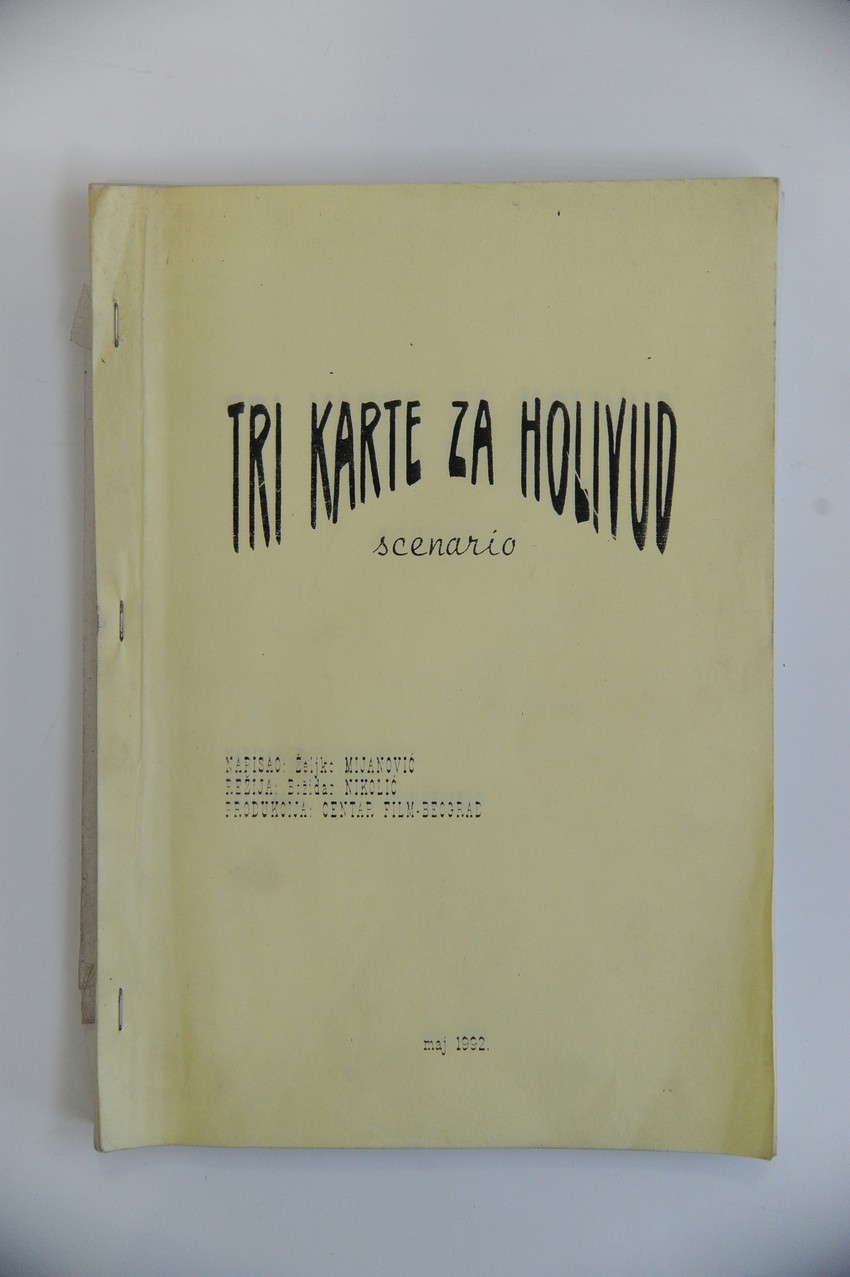 TRI KARTE ZA HOLIVUD
scenario
NAPISAO: Željko MIJANOVIĆ
REŽIJA: Božidar NIKOLIĆ
PRODUKCIJA: CENTAR FILM-BEOGRAD
maj 1992.